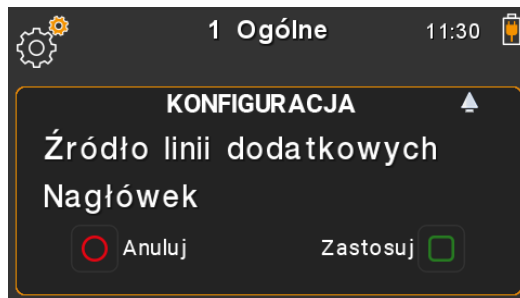 1 Ogólne 11:30
KONFIGURACJA
Źródło linii dodatkowych
Nagłówek
Anuluj Zastosuj